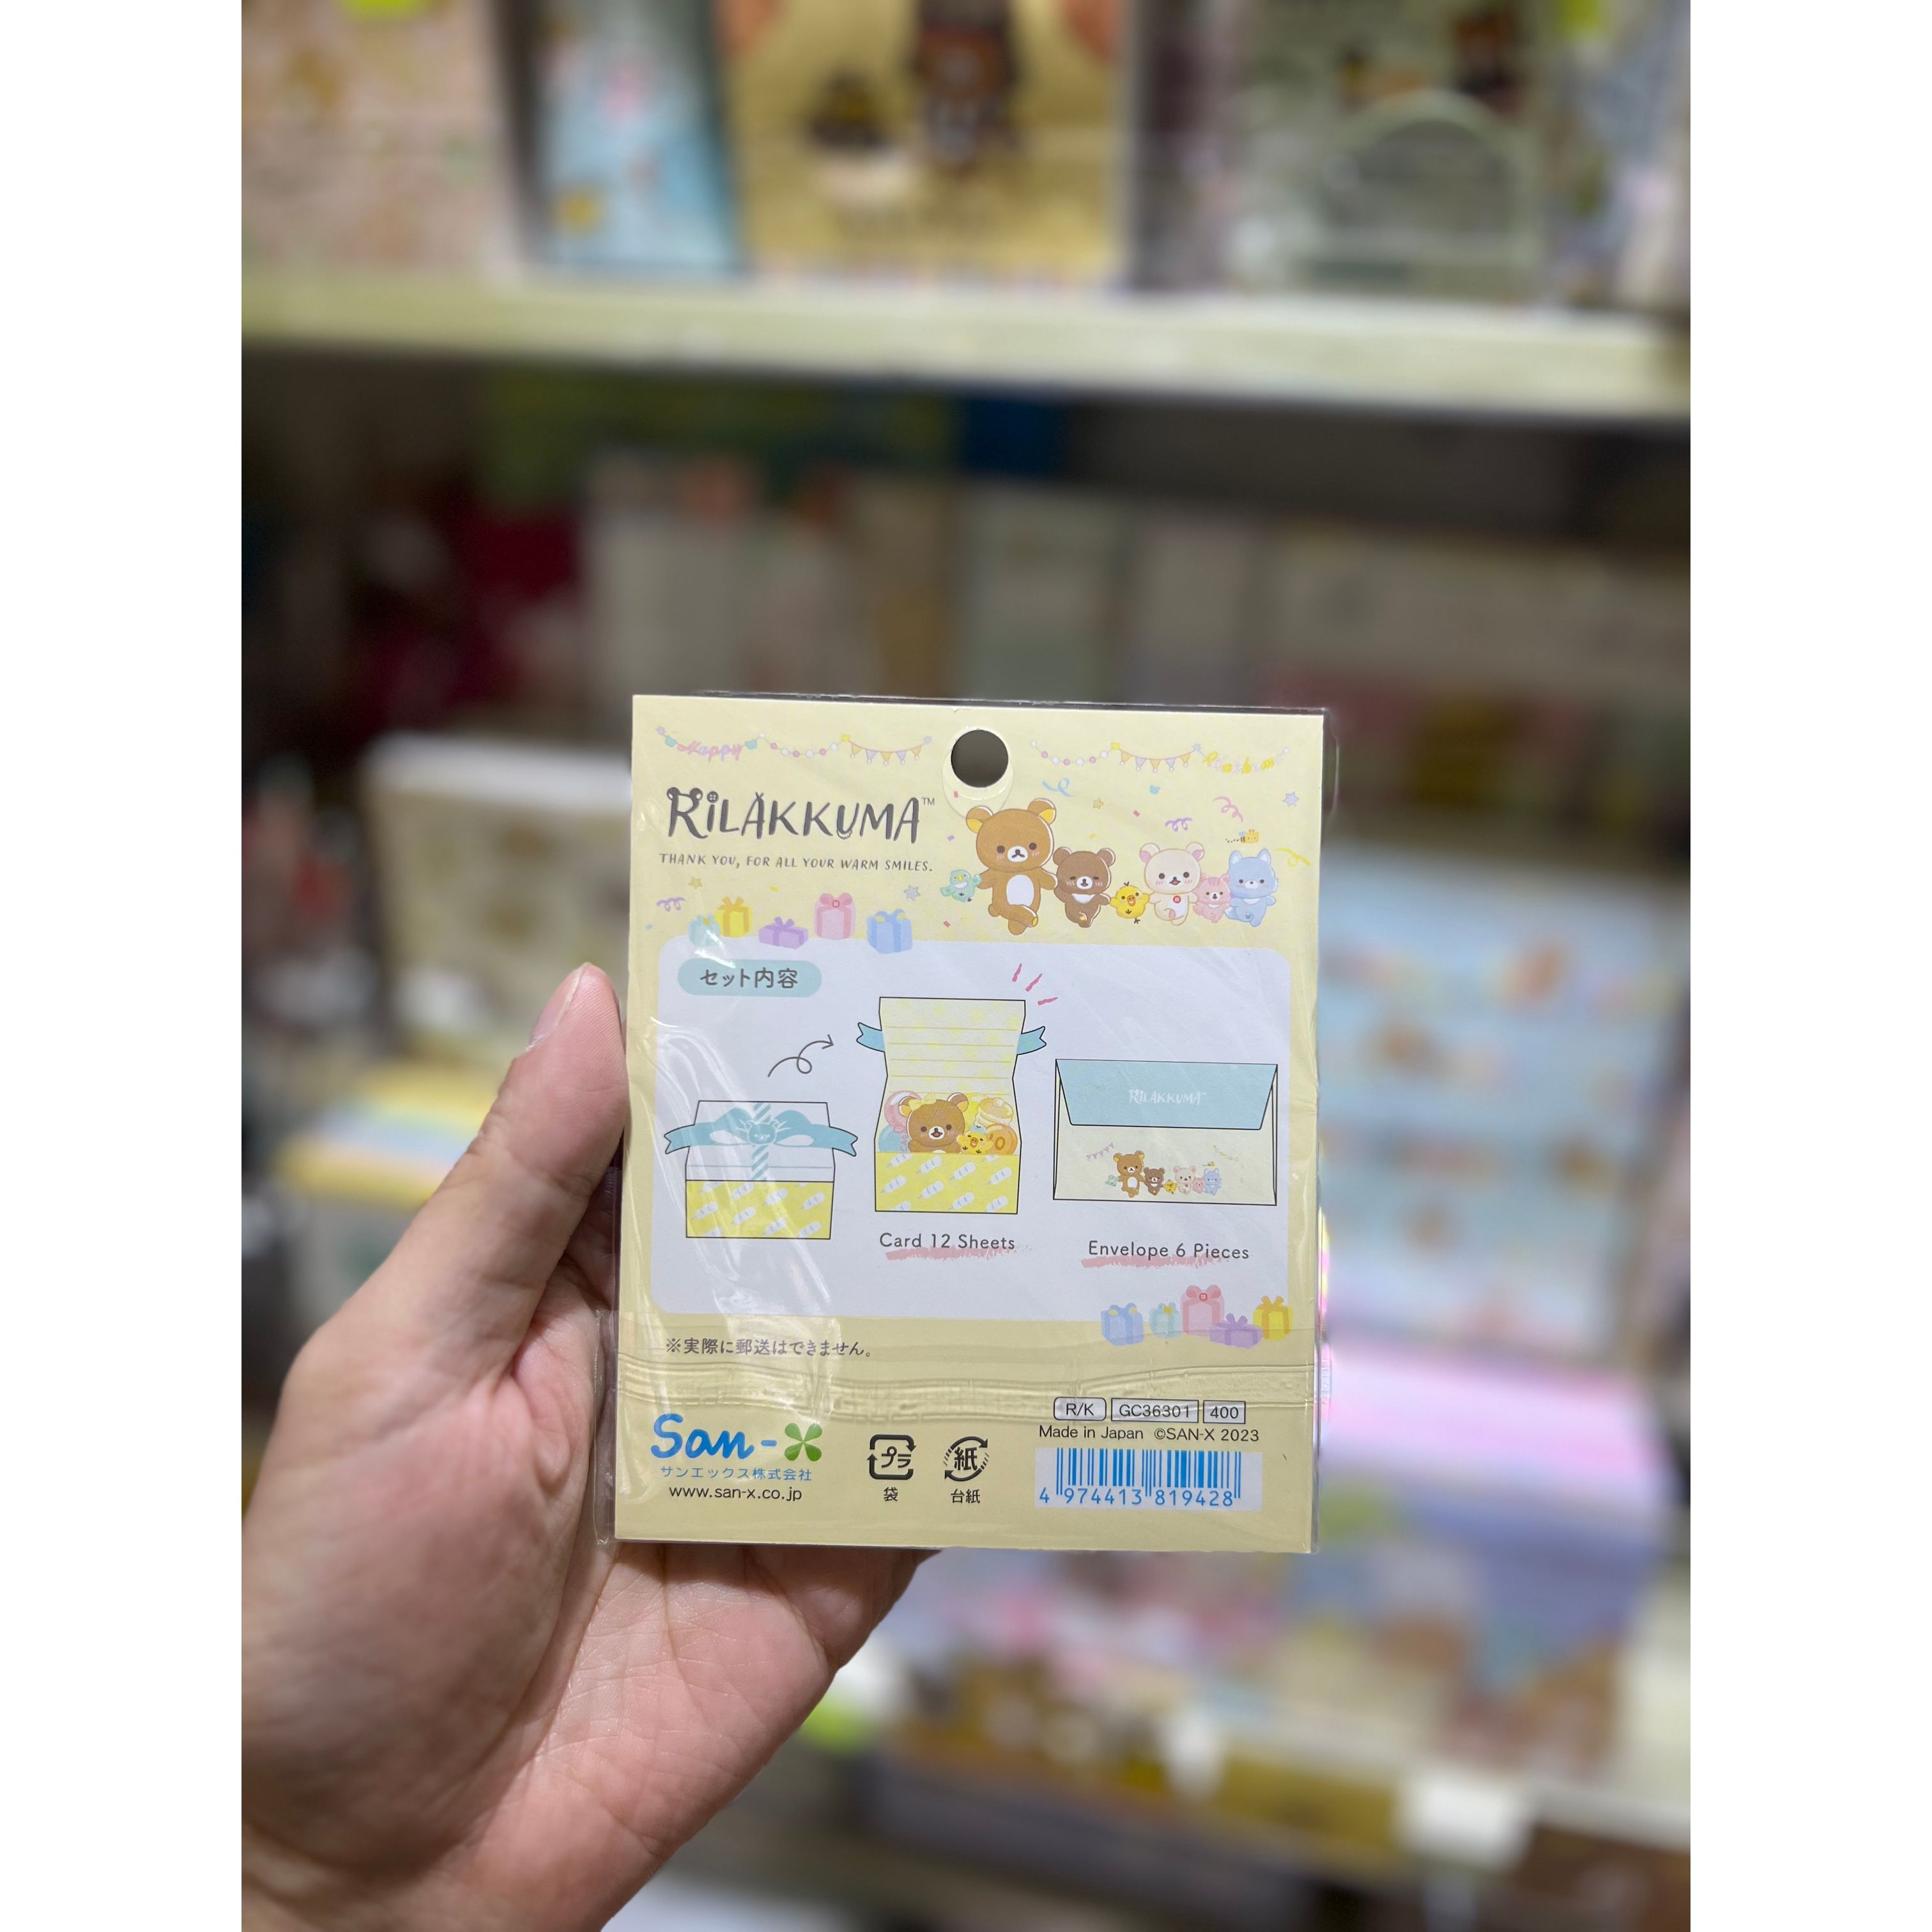 Happy
RILAKKUMA™
THANK YOU, FOR ALL YOUR WARM SMILES.
セット内容
RILAKKUMA™
Card 12 Sheets
Envelope 6 Pieces
※実際に郵送はできません。
R/K GC36301 400
Made in Japan ©SAN-X 2023
San-X
サンエックス株式会社
www.san-x.co.jp
プラ
袋
紙
台紙
4 974413 819428